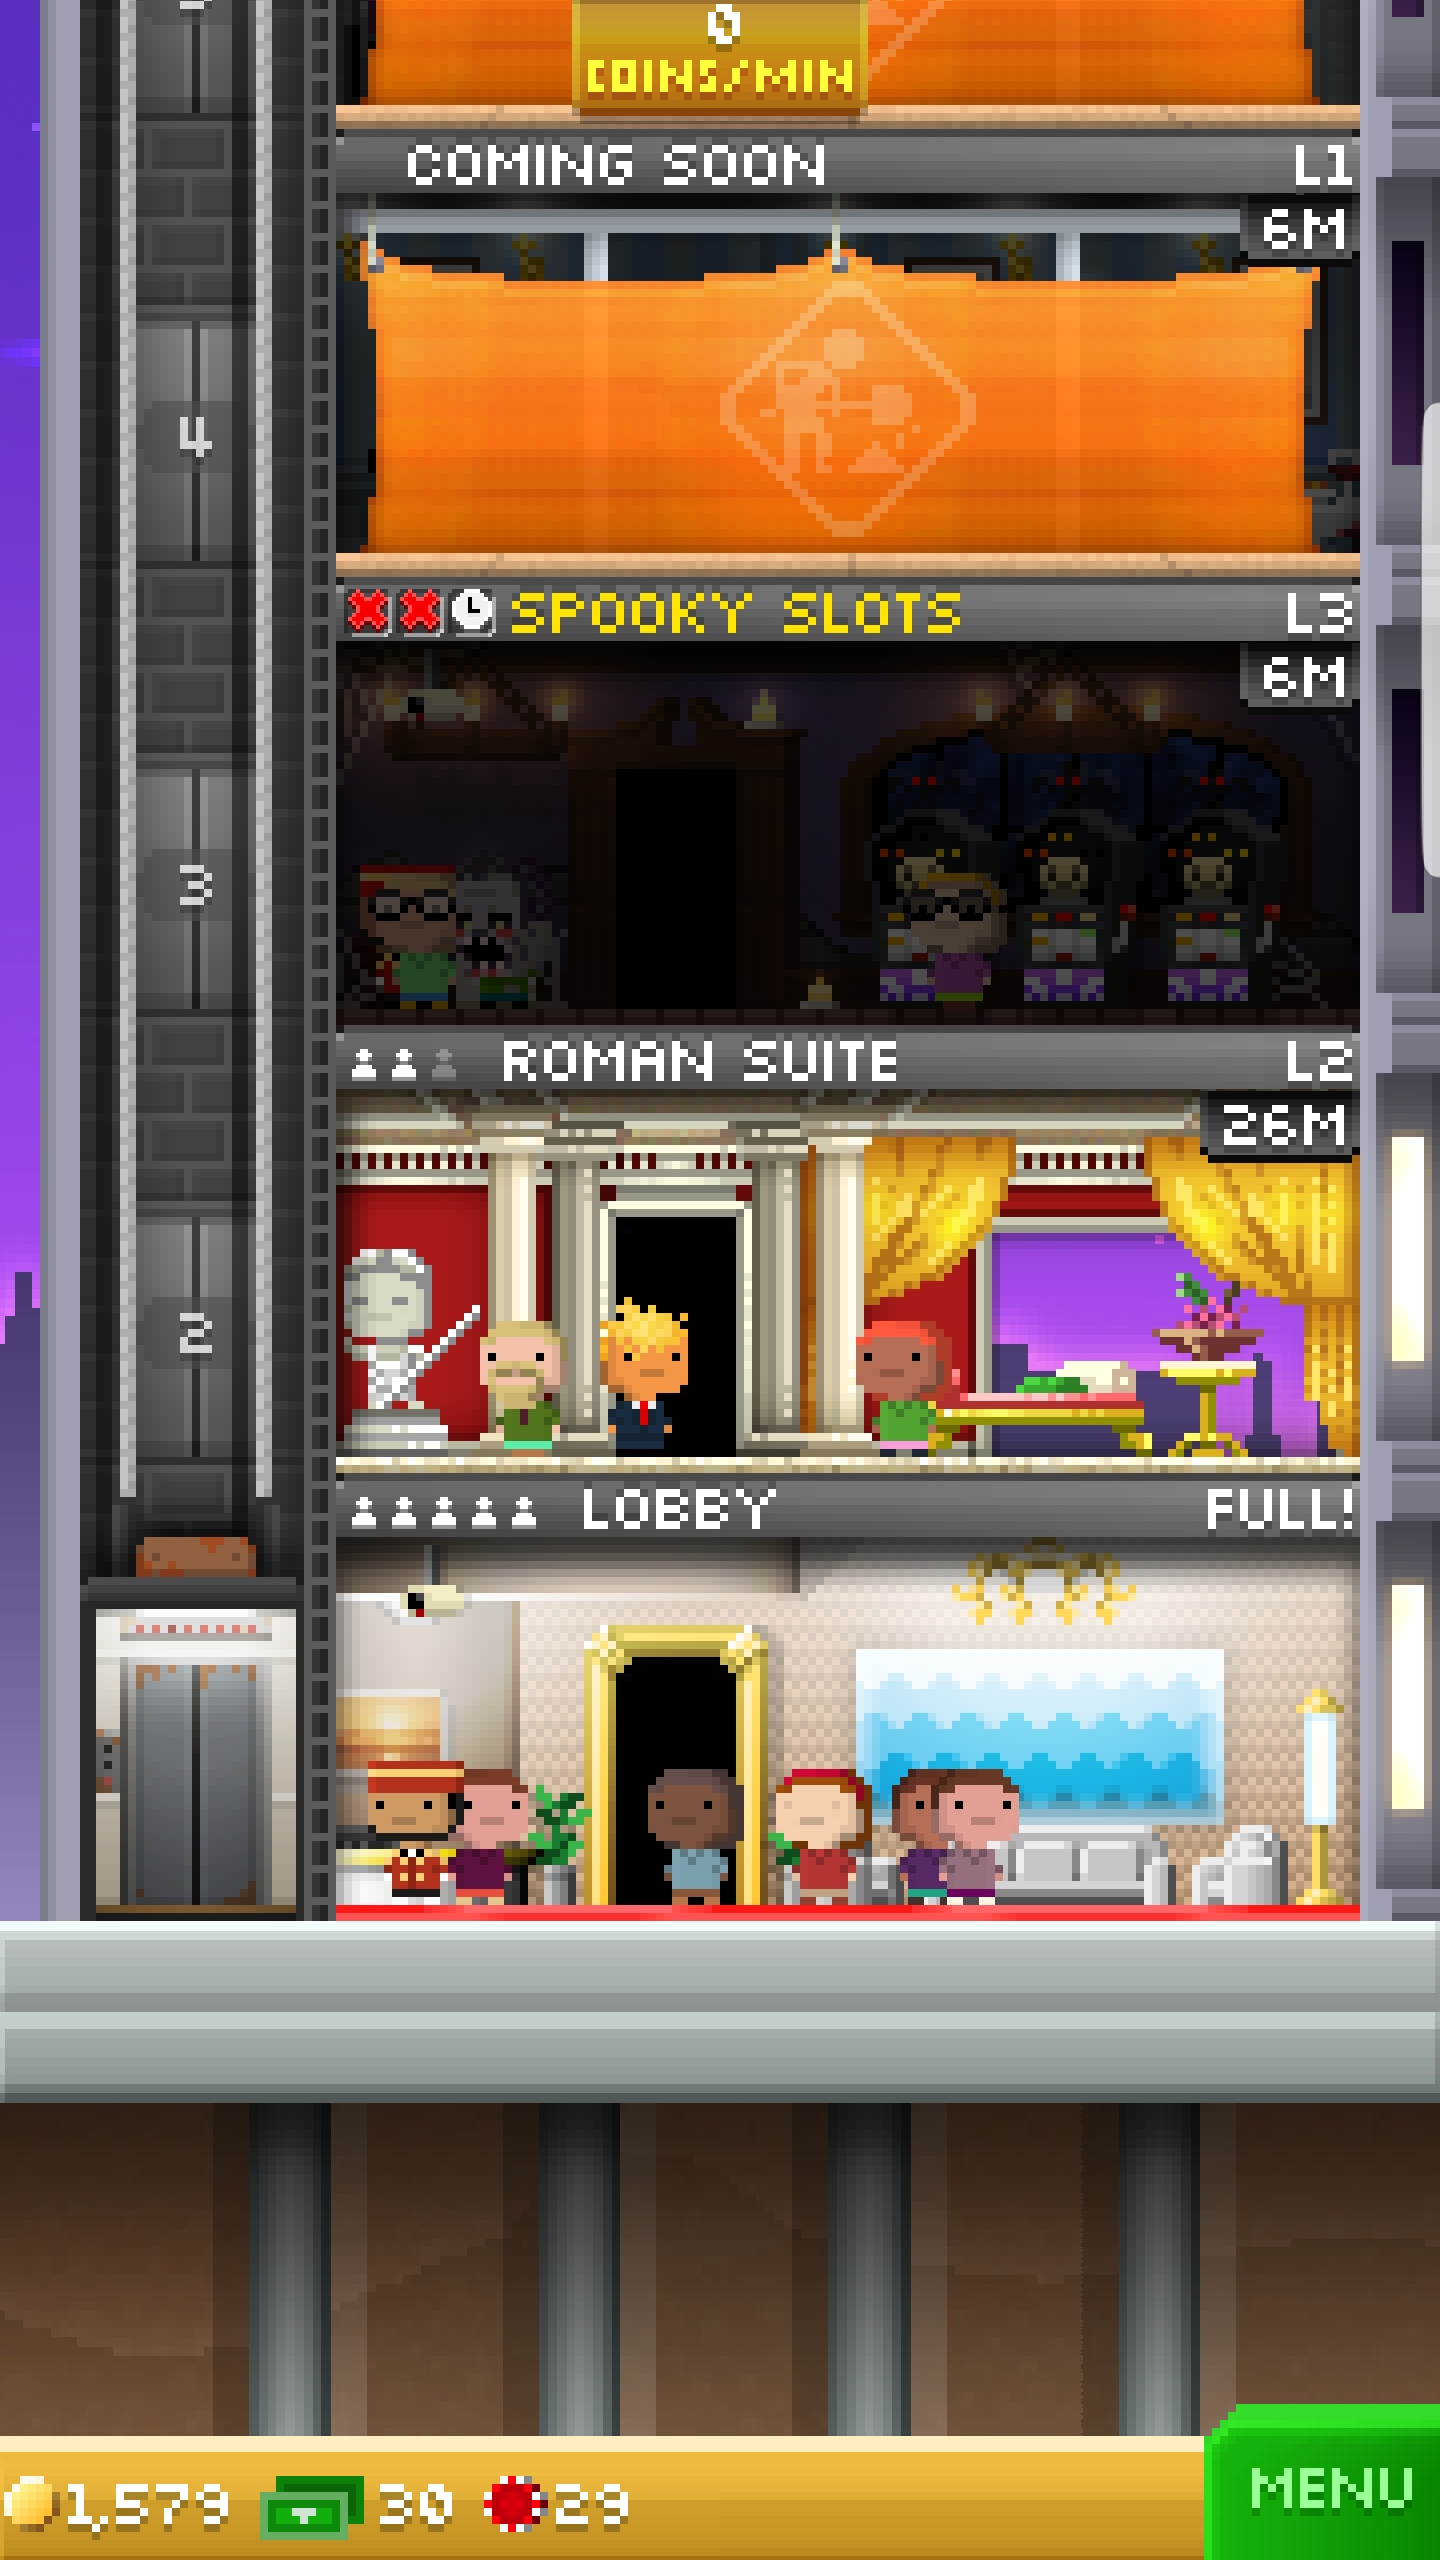 0
COINS/MIN
COMING SOON L1
6M
4
SPOOKY SLOTS L3
6M
3
ROMAN SUITE L2
26M
2
LOBBY FULL!
1,579 30 29
MENU